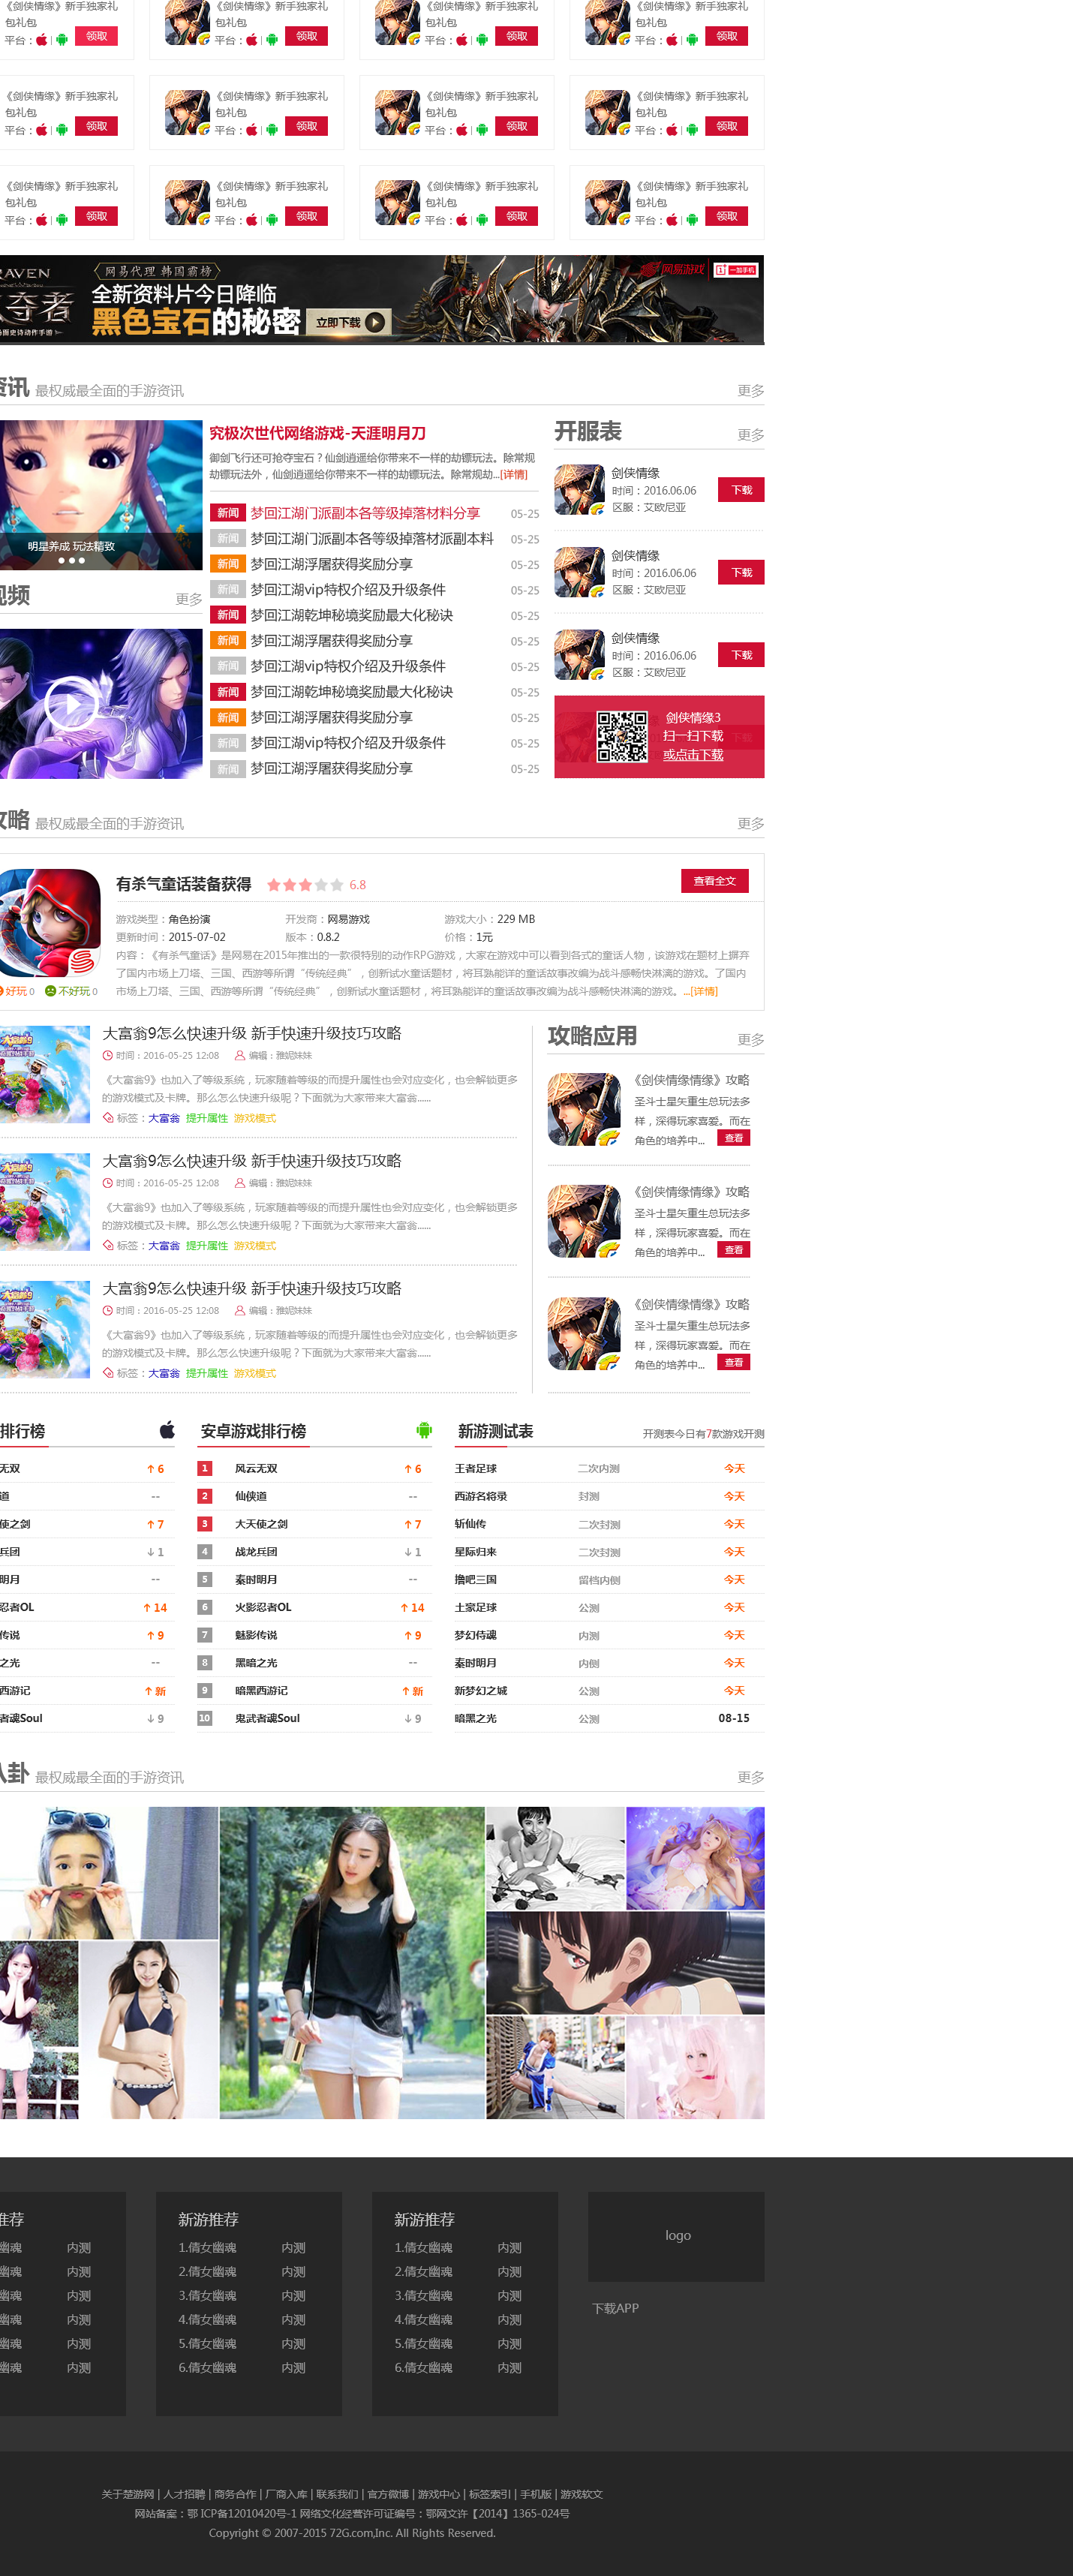 《剑侠情缘》新手独家礼 《剑侠情缘》新手独家礼 《剑侠情缘》新手独家礼 《剑侠情缘》新手独家礼
包礼包 包礼包 包礼包 包礼包
平台： | 领取 平台： | 领取 平台： | 领取 平台： | 领取
《剑侠情缘》新手独家礼 《剑侠情缘》新手独家礼 《剑侠情缘》新手独家礼 《剑侠情缘》新手独家礼
包礼包 包礼包 包礼包 包礼包
平台： | 领取 平台： | 领取 平台： | 领取 平台： | 领取
《剑侠情缘》新手独家礼 《剑侠情缘》新手独家礼 《剑侠情缘》新手独家礼 《剑侠情缘》新手独家礼
包礼包 包礼包 包礼包 包礼包
平台： | 领取 平台： | 领取 平台： | 领取 平台： | 领取
RAVEN 网易代理 韩国霸榜 网易游戏 一加手机
夺者 全新资料片今日降临
黑色宝石的秘密 立即下载
资讯 最权威最全面的手游资讯 更多
明星养成 玩法精致
视频 更多
究极次世代网络游戏-天涯明月刀
御剑飞行还可抢夺宝石？仙剑逍遥给你带来不一样的劫镖玩法。除常规
劫镖玩法外，仙剑逍遥给你带来不一样的劫镖玩法。除常规劫...[详情]
新闻 梦回江湖门派副本各等级掉落材料分享 05-25
新闻 梦回江湖门派副本各等级掉落材派副本料 05-25
新闻 梦回江湖浮屠获得奖励分享 05-25
新闻 梦回江湖vip特权介绍及升级条件 05-25
新闻 梦回江湖乾坤秘境奖励最大化秘诀 05-25
新闻 梦回江湖浮屠获得奖励分享 05-25
新闻 梦回江湖vip特权介绍及升级条件 05-25
新闻 梦回江湖乾坤秘境奖励最大化秘诀 05-25
新闻 梦回江湖浮屠获得奖励分享 05-25
新闻 梦回江湖vip特权介绍及升级条件 05-25
新闻 梦回江湖浮屠获得奖励分享 05-25
开服表 更多
剑侠情缘
时间：2016.06.06 下载
区服：艾欧尼亚
剑侠情缘
时间：2016.06.06 下载
区服：艾欧尼亚
剑侠情缘
时间：2016.06.06 下载
区服：艾欧尼亚
剑侠情缘3
扫一扫下载
或点击下载
攻略 最权威最全面的手游资讯 更多
有杀气童话装备获得 6.8 查看全文
游戏类型：角色扮演 开发商：网易游戏 游戏大小：229 MB
更新时间：2015-07-02 版本：0.8.2 价格：1元
内容：《有杀气童话》是网易在2015年推出的一款很特别的动作RPG游戏，大家在游戏中可以看到各式的童话人物，该游戏在题材上摒弃
了国内市场上刀塔、三国、西游等所谓“传统经典”，创新试水童话题材，将耳熟能详的童话故事改编为战斗感畅快淋漓的游戏。了国内
市场上刀塔、三国、西游等所谓“传统经典”，创新试水童话题材，将耳熟能详的童话故事改编为战斗感畅快淋漓的游戏。...[详情]
好玩 0 不好玩 0
大富翁9怎么快速升级 新手快速升级技巧攻略
时间：2016-05-25 12:08 编辑：雅妮妹妹
《大富翁9》也加入了等级系统，玩家随着等级的而提升属性也会对应变化，也会解锁更多
的游戏模式及卡牌。那么怎么快速升级呢？下面就为大家带来大富翁......
标签：大富翁 提升属性 游戏模式
大富翁9怎么快速升级 新手快速升级技巧攻略
时间：2016-05-25 12:08 编辑：雅妮妹妹
《大富翁9》也加入了等级系统，玩家随着等级的而提升属性也会对应变化，也会解锁更多
的游戏模式及卡牌。那么怎么快速升级呢？下面就为大家带来大富翁......
标签：大富翁 提升属性 游戏模式
大富翁9怎么快速升级 新手快速升级技巧攻略
时间：2016-05-25 12:08 编辑：雅妮妹妹
《大富翁9》也加入了等级系统，玩家随着等级的而提升属性也会对应变化，也会解锁更多
的游戏模式及卡牌。那么怎么快速升级呢？下面就为大家带来大富翁......
标签：大富翁 提升属性 游戏模式
攻略应用 更多
《剑侠情缘情缘》攻略
圣斗士星矢重生总玩法多
样，深得玩家喜爱。而在
角色的培养中... 查看
《剑侠情缘情缘》攻略
圣斗士星矢重生总玩法多
样，深得玩家喜爱。而在
角色的培养中... 查看
《剑侠情缘情缘》攻略
圣斗士星矢重生总玩法多
样，深得玩家喜爱。而在
角色的培养中... 查看
排行榜 安卓游戏排行榜 新游测试表 开测表今日有7款游戏开测
无双 ↑ 6 1 风云无双 ↑ 6 王者足球 二次内测 今天
道 -- 2 仙侠道 -- 西游名将录 封测 今天
使之剑 ↑ 7 3 大天使之剑 ↑ 7 斩仙传 二次封测 今天
兵团 ↓ 1 4 战龙兵团 ↓ 1 星际归来 二次封测 今天
明月 -- 5 秦时明月 -- 撸吧三国 留档内侧 今天
忍者OL ↑ 14 6 火影忍者OL ↑ 14 土家足球 公测 今天
传说 ↑ 9 7 魅影传说 ↑ 9 梦幻侍魂 内测 今天
之光 -- 8 黑暗之光 -- 秦时明月 内侧 今天
西游记 ↑ 新 9 暗黑西游记 ↑ 新 新梦幻之城 公测 今天
者魂Soul ↓ 9 10 鬼武者魂Soul ↓ 9 暗黑之光 公测 08-15
八卦 最权威最全面的手游资讯 更多
推荐 新游推荐 新游推荐 logo
幽魂 内测 1.倩女幽魂 内测 1.倩女幽魂 内测
幽魂 内测 2.倩女幽魂 内测 2.倩女幽魂 内测
幽魂 内测 3.倩女幽魂 内测 3.倩女幽魂 内测 下载APP
幽魂 内测 4.倩女幽魂 内测 4.倩女幽魂 内测
幽魂 内测 5.倩女幽魂 内测 5.倩女幽魂 内测
幽魂 内测 6.倩女幽魂 内测 6.倩女幽魂 内测
关于楚游网 | 人才招聘 | 商务合作 | 厂商入库 | 联系我们 | 官方微博 | 游戏中心 | 标签索引 | 手机版 | 游戏软文
网站备案：鄂 ICP备12010420号-1 网络文化经营许可证编号：鄂网文许【2014】1365-024号
Copyright © 2007-2015 72G.com,Inc. All Rights Reserved.